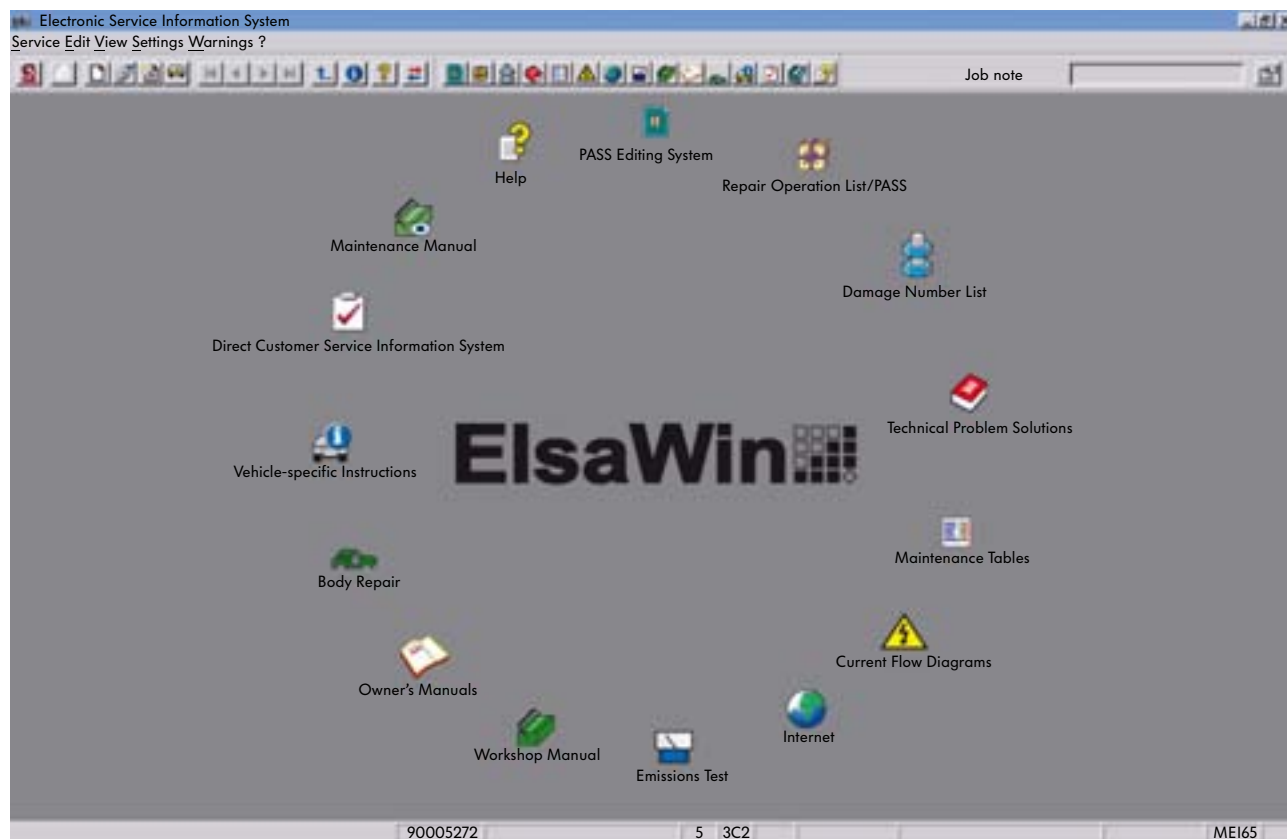 Electronic Service Information System
Service Edit View Settings Warnings ?
Job note
PASS Editing System
Help
Repair Operation List/PASS
Maintenance Manual
Damage Number List
Direct Customer Service Information System
Technical Problem Solutions
Vehicle-specific Instructions
ElsaWin
Maintenance Tables
Body Repair
Current Flow Diagrams
Owner's Manuals
Internet
Workshop Manual
Emissions Test
90005272 5 3C2 MEI65